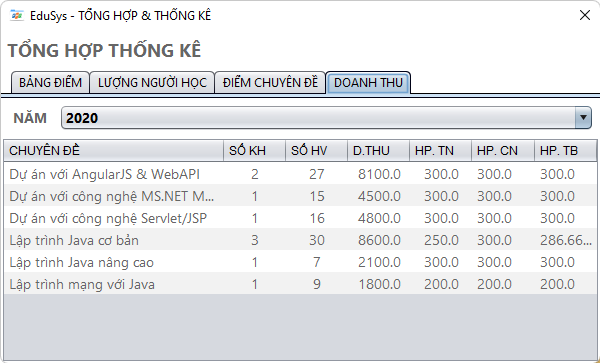 EduSys - TỔNG HỢP & THỐNG KÊ
TỔNG HỢP THỐNG KÊ
BẢNG ĐIỂM LƯỢNG NGƯỜI HỌC ĐIỂM CHUYÊN ĐỀ DOANH THU
NĂM 2020
CHUYÊN ĐỀ SỐ KH SỐ HV D.THU HP. TN HP. CN HP. TB
Dự án với AngularJS & WebAPI 2 27 8100.0 300.0 300.0 300.0
Dự án với công nghệ MS.NET M... 1 15 4500.0 300.0 300.0 300.0
Dự án với công nghệ Servlet/JSP 1 16 4800.0 300.0 300.0 300.0
Lập trình Java cơ bản 3 30 8600.0 250.0 300.0 286.66...
Lập trình Java nâng cao 1 7 2100.0 300.0 300.0 300.0
Lập trình mạng với Java 1 9 1800.0 200.0 200.0 200.0